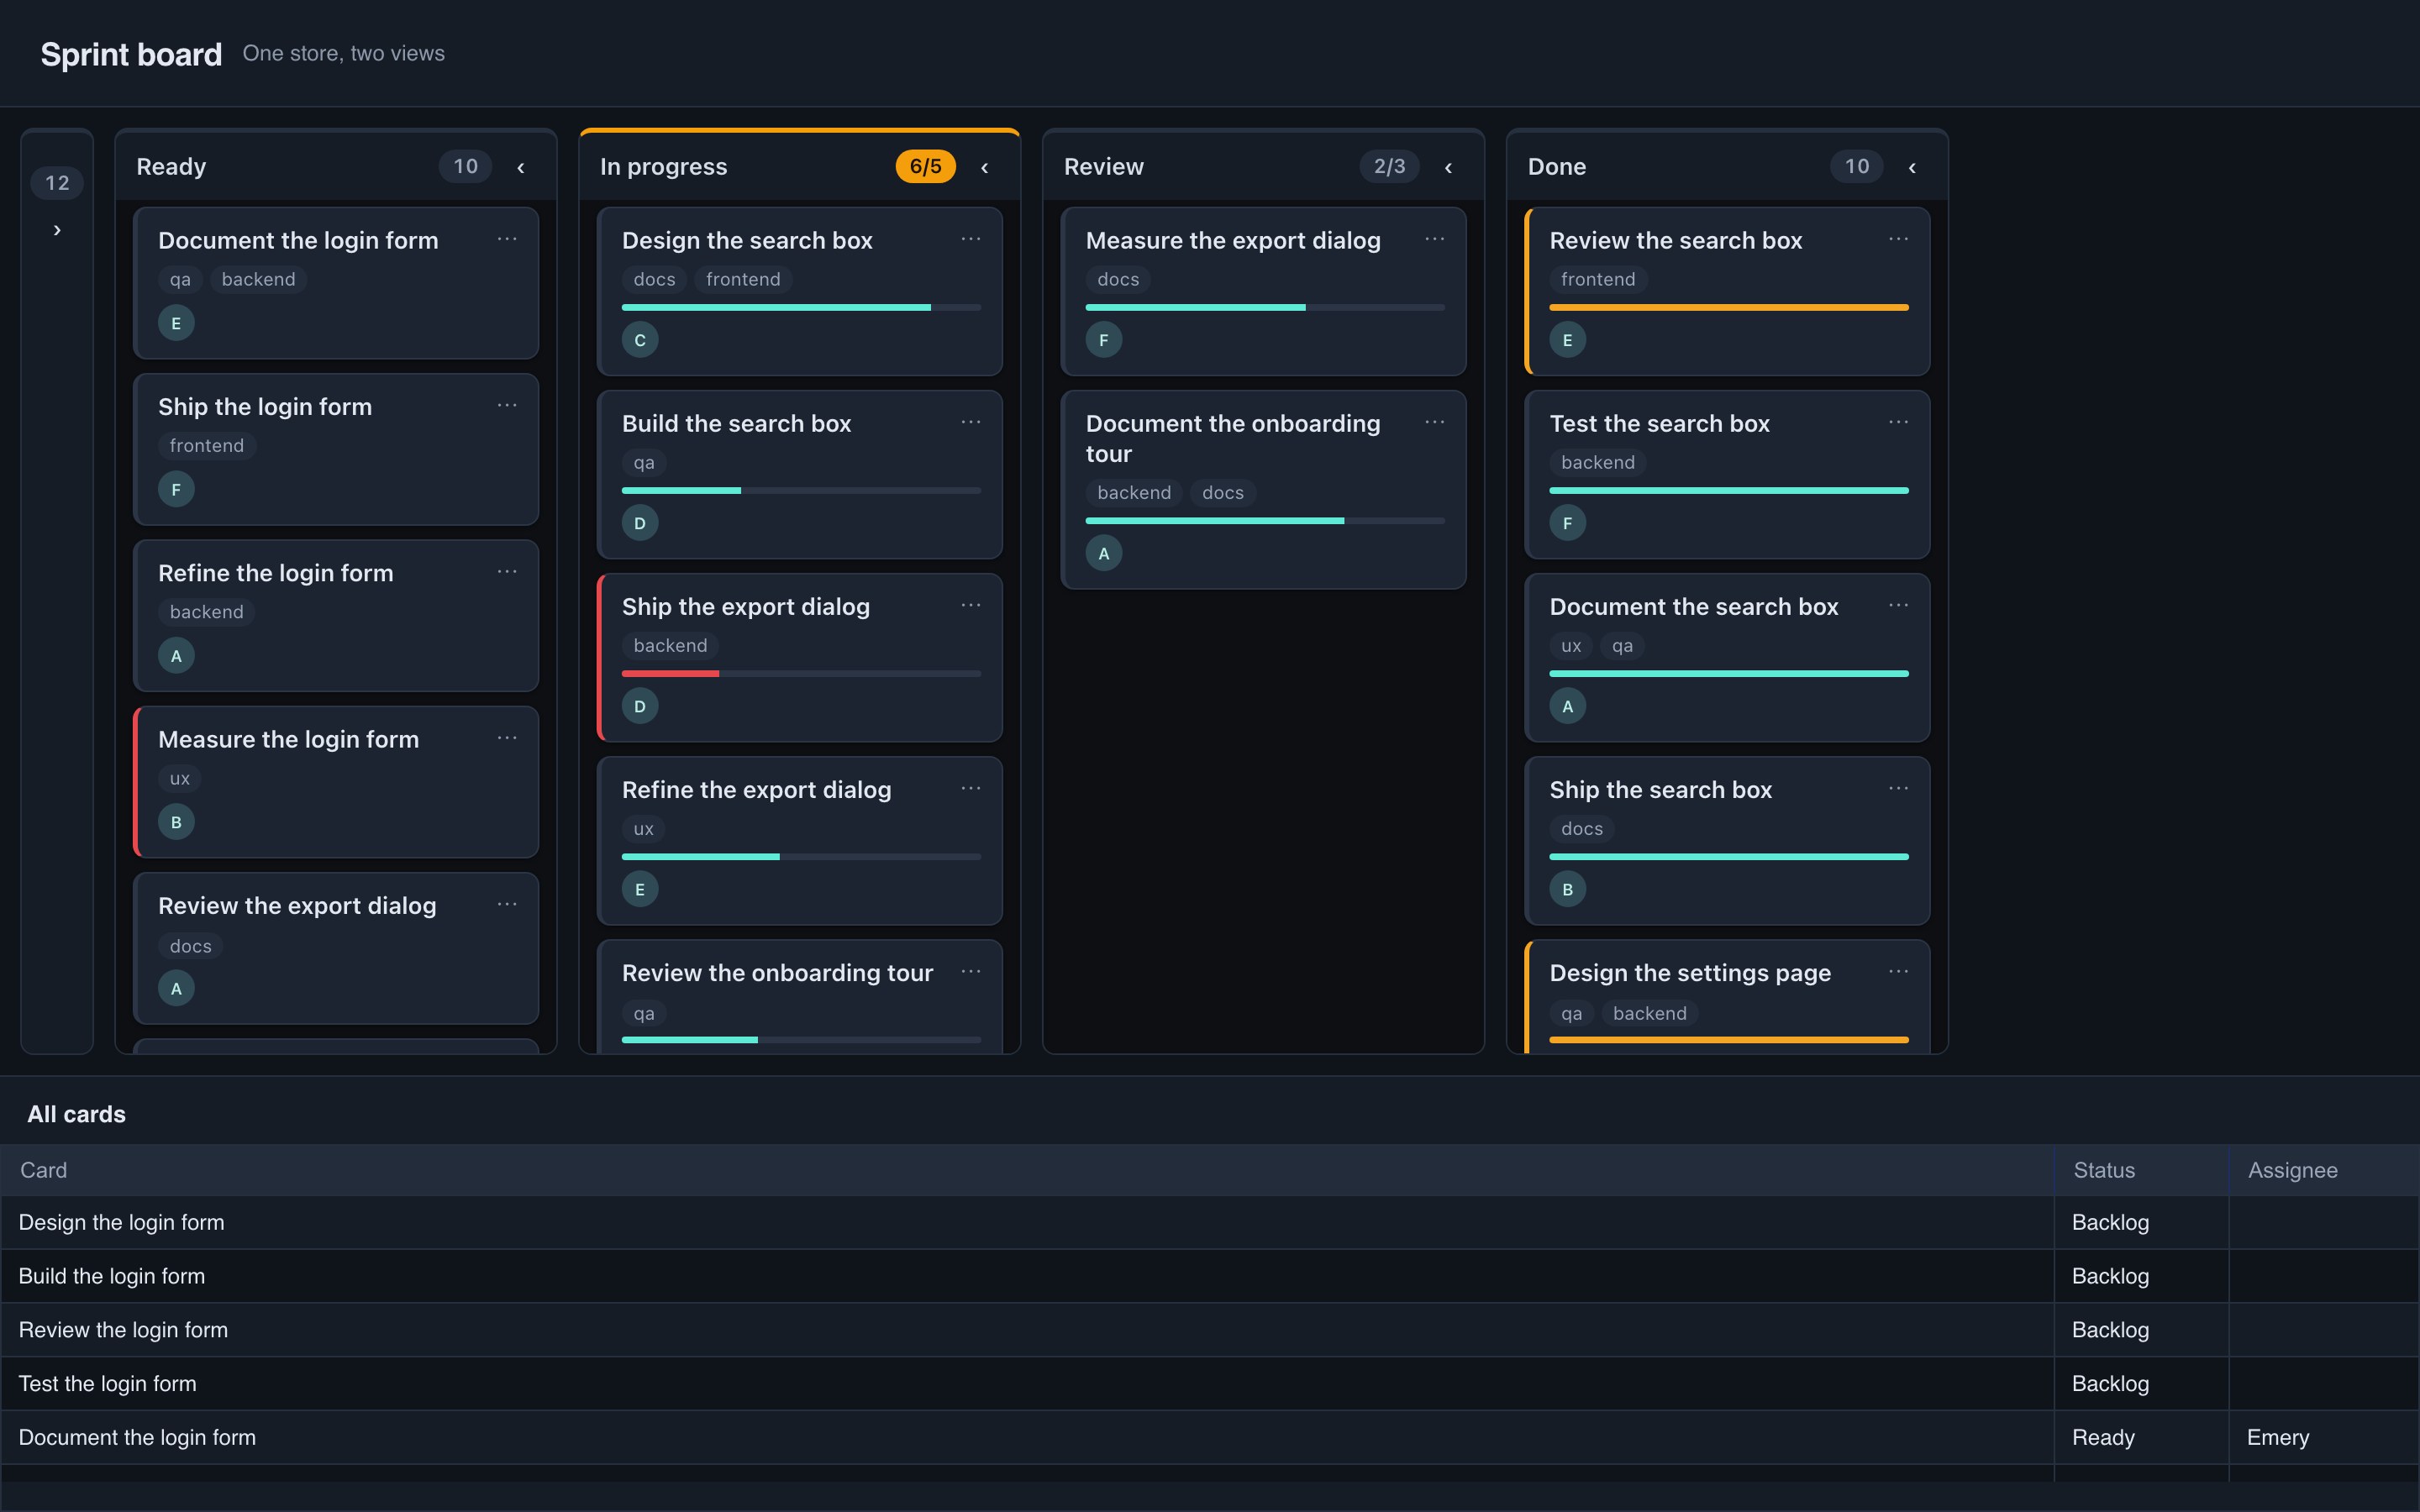 Sprint board
One store, two views
12
›
Ready
10
‹
Document the login form
···
qa
backend
E
Ship the login form
···
frontend
F
Refine the login form
···
backend
A
Measure the login form
···
ux
B
Review the export dialog
···
docs
A
In progress
6/5
‹
Design the search box
···
docs
frontend
C
Build the search box
···
qa
D
Ship the export dialog
···
backend
D
Refine the export dialog
···
ux
E
Review the onboarding tour
···
qa
Review
2/3
‹
Measure the export dialog
···
docs
F
Document the onboarding
tour
···
backend
docs
A
Done
10
‹
Review the search box
···
frontend
E
Test the search box
···
backend
F
Document the search box
···
ux
qa
A
Ship the search box
···
docs
B
Design the settings page
···
qa
backend
All cards
Card Status Assignee
Design the login form Backlog
Build the login form Backlog
Review the login form Backlog
Test the login form Backlog
Document the login form Ready Emery